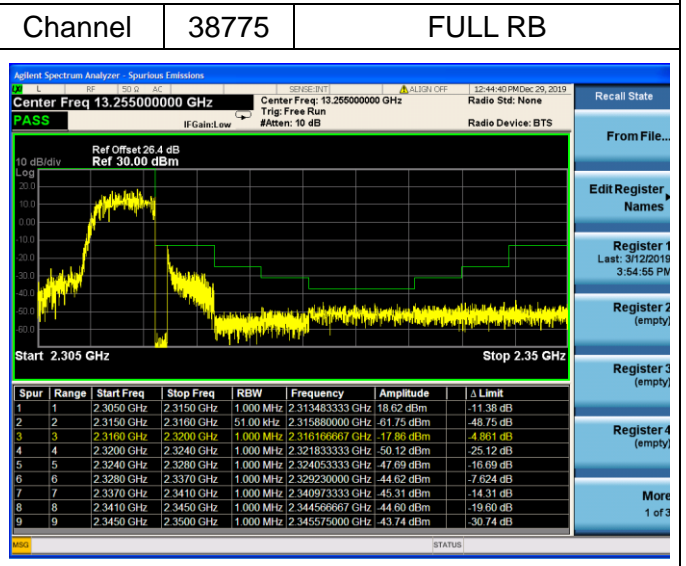 Channel 38775 FULL RB
Agilent Spectrum Analyzer - Spurious Emissions
L RF 50 Ω AC SENSE:INT ALIGN OFF 12:44:40 PM Dec 29, 2019
Center Freq 13.255000000 GHz Center Freq: 13.255000000 GHz Radio Std: None
PASS IFGain:Low Trig: Free Run
#Atten: 10 dB Radio Device: BTS
Ref Offset 26.4 dB
10 dB/div Ref 30.00 dBm
Log
20.0
10.0
0.00
-10.0
-20.0
-30.0
-40.0
-50.0
-60.0
Start 2.305 GHz Stop 2.35 GHz
Spur Range Start Freq Stop Freq RBW Frequency Amplitude Δ Limit
1 1 2.3050 GHz 2.3150 GHz 1.000 MHz 2.313483333 GHz 18.62 dBm -11.38 dB
2 2 2.3150 GHz 2.3160 GHz 51.00 kHz 2.315880000 GHz -61.75 dBm -48.75 dB
3 3 2.3160 GHz 2.3200 GHz 1.000 MHz 2.316166667 GHz -17.86 dBm -4.861 dB
4 4 2.3200 GHz 2.3240 GHz 1.000 MHz 2.321833333 GHz -50.12 dBm -25.12 dB
5 5 2.3240 GHz 2.3280 GHz 1.000 MHz 2.324053333 GHz -47.69 dBm -16.69 dB
6 6 2.3280 GHz 2.3370 GHz 1.000 MHz 2.329230000 GHz -44.62 dBm -7.624 dB
7 7 2.3370 GHz 2.3410 GHz 1.000 MHz 2.340973333 GHz -45.31 dBm -14.31 dB
8 8 2.3410 GHz 2.3450 GHz 1.000 MHz 2.344566667 GHz -44.60 dBm -19.60 dB
9 9 2.3450 GHz 2.3500 GHz 1.000 MHz 2.345575000 GHz -43.74 dBm -30.74 dB
MSG STATUS
Recall State
From File...
Edit Register
Names
Register 1
Last: 3/12/2019
3:54:55 PM
Register 2
(empty)
Register 3
(empty)
Register 4
(empty)
More
1 of 3